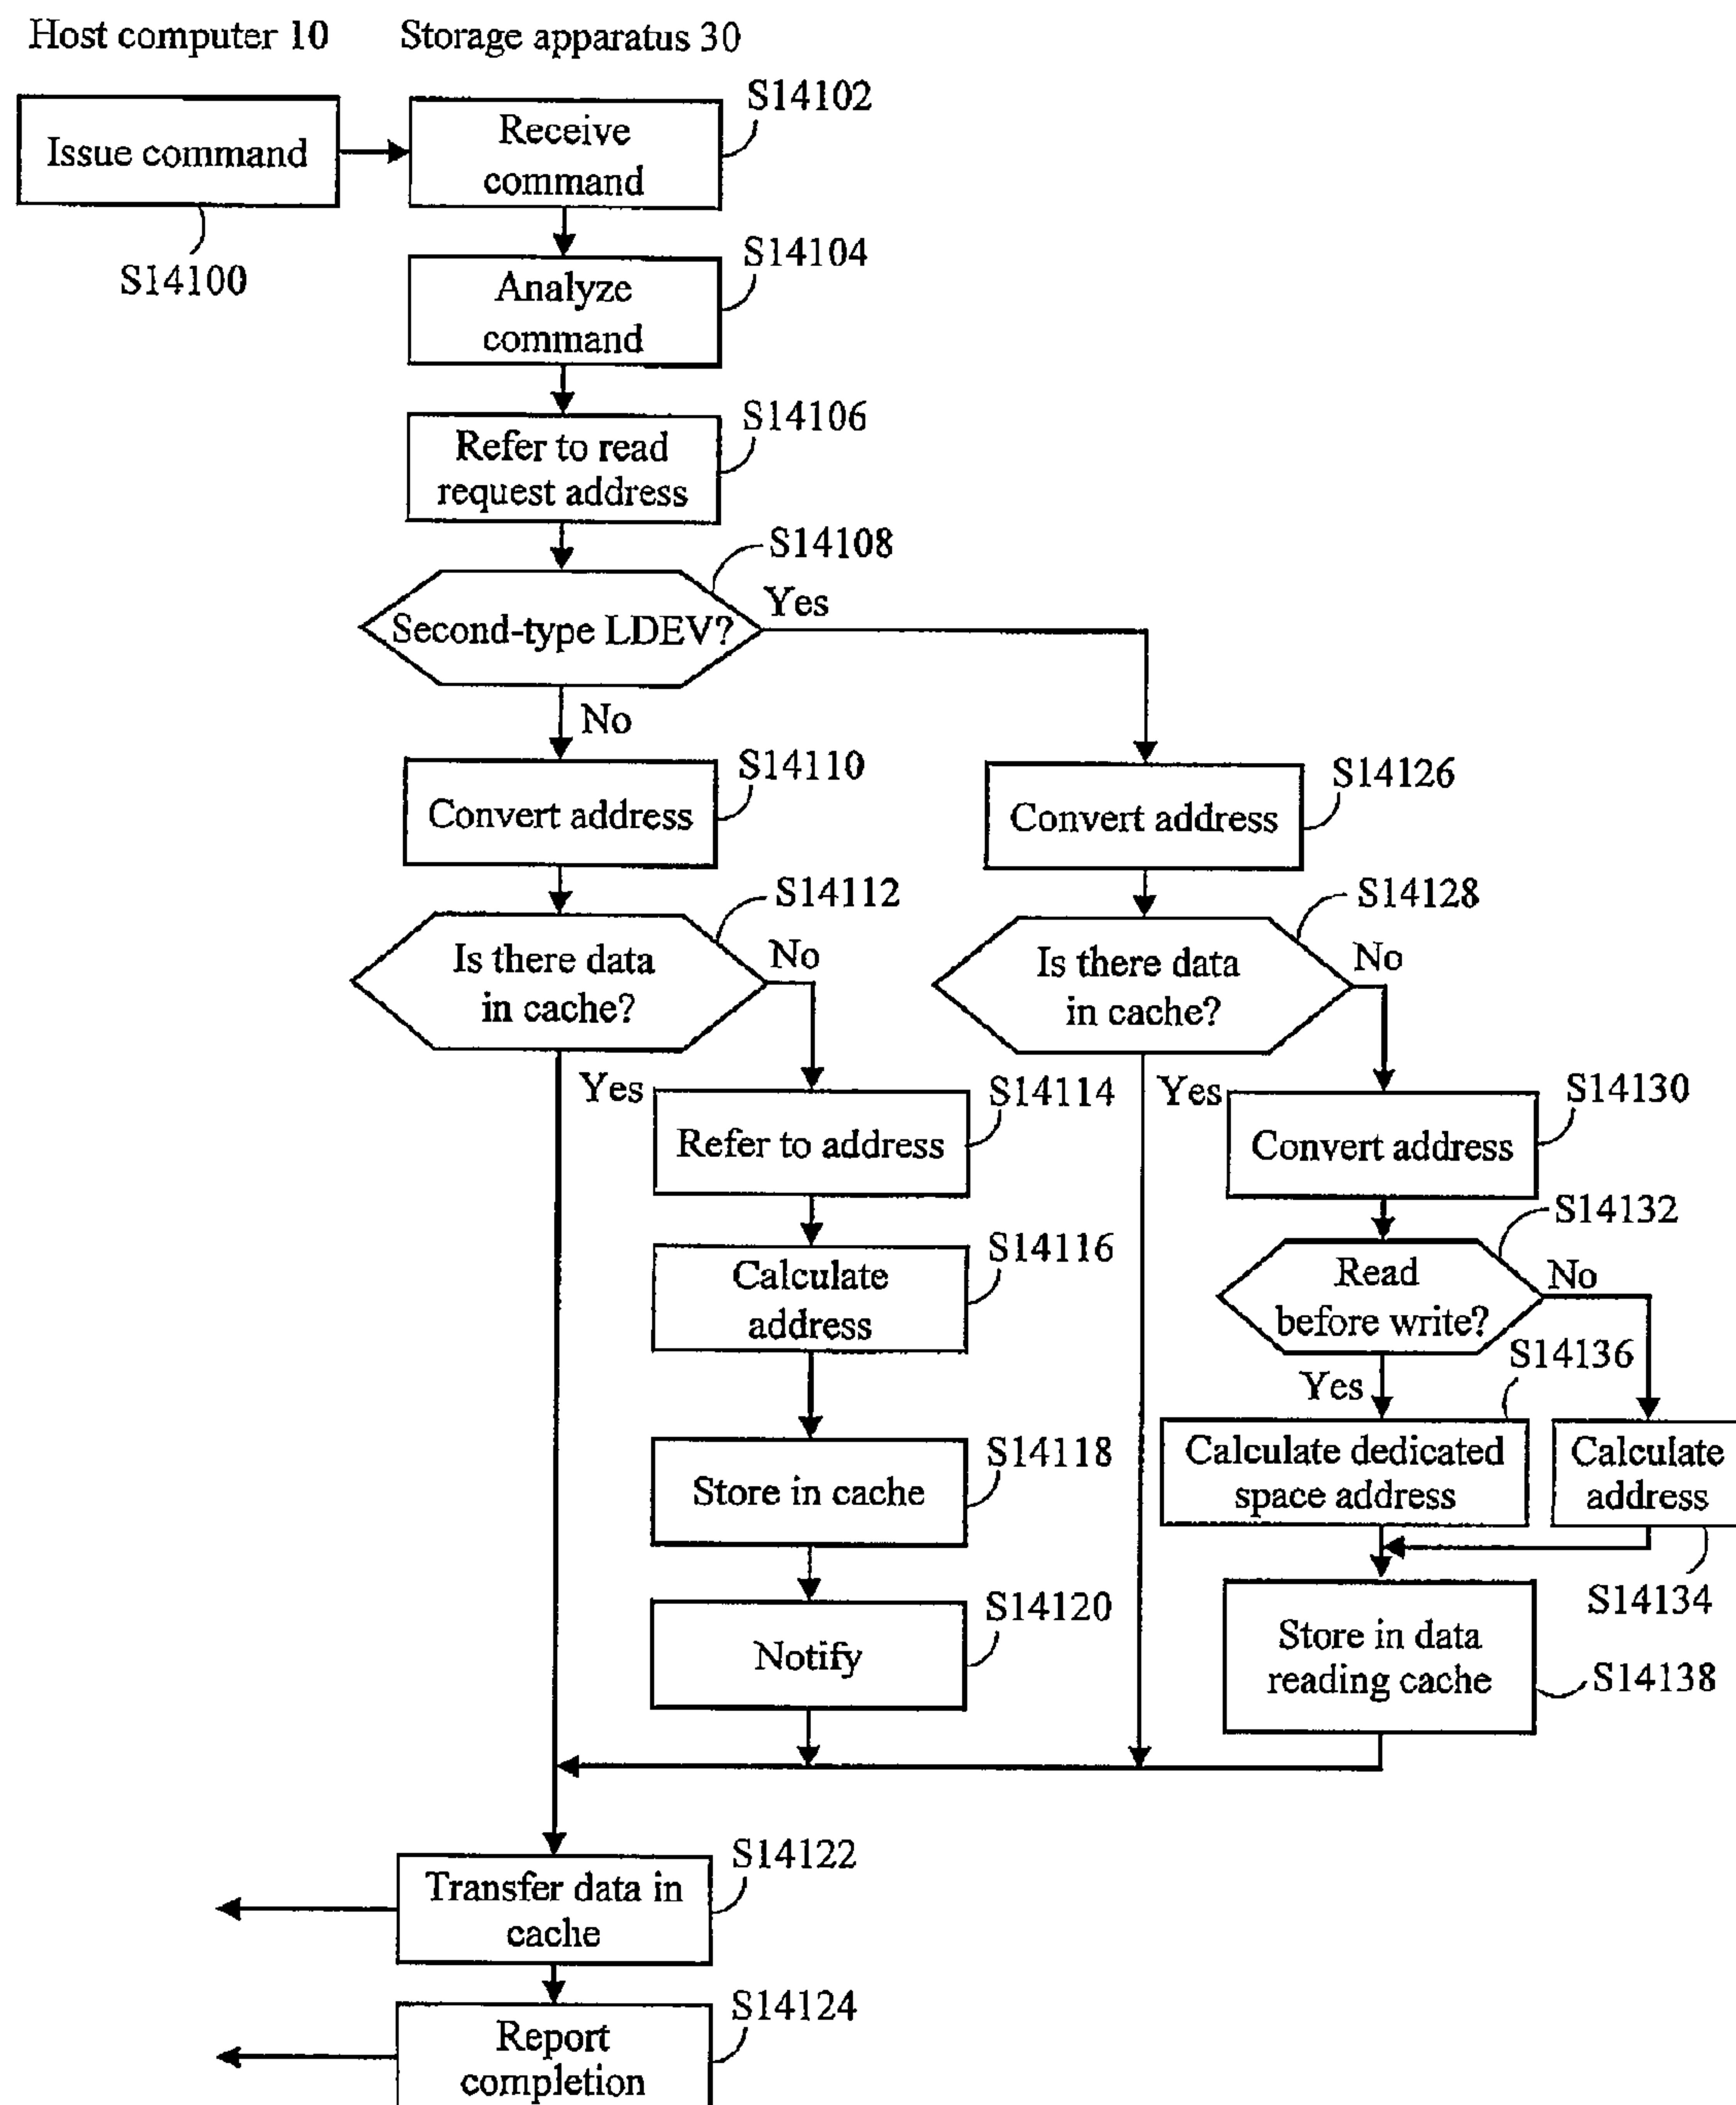 Host computer 10
Storage apparatus 30
S14102
Issue command
Receive
command
S14100
S14104
Analyze
command
S14106
Refer to read
request address
S14108
Second-type LDEV?
Yes
No
S14110
Convert address
S14126
Convert address
S14112
Is there data
in cache?
No
S14128
Is there data
in cache?
No
Yes
S14114
Refer to address
Yes
S14130
Convert address
S14116
Calculate
address
S14132
Read
before write?
No
Yes
S14136
Calculate dedicated
space address
Calculate
address
S14134
S14118
Store in cache
S14120
Notify
Store in data
reading cache
S14138
S14122
Transfer data in
cache
S14124
Report
completion